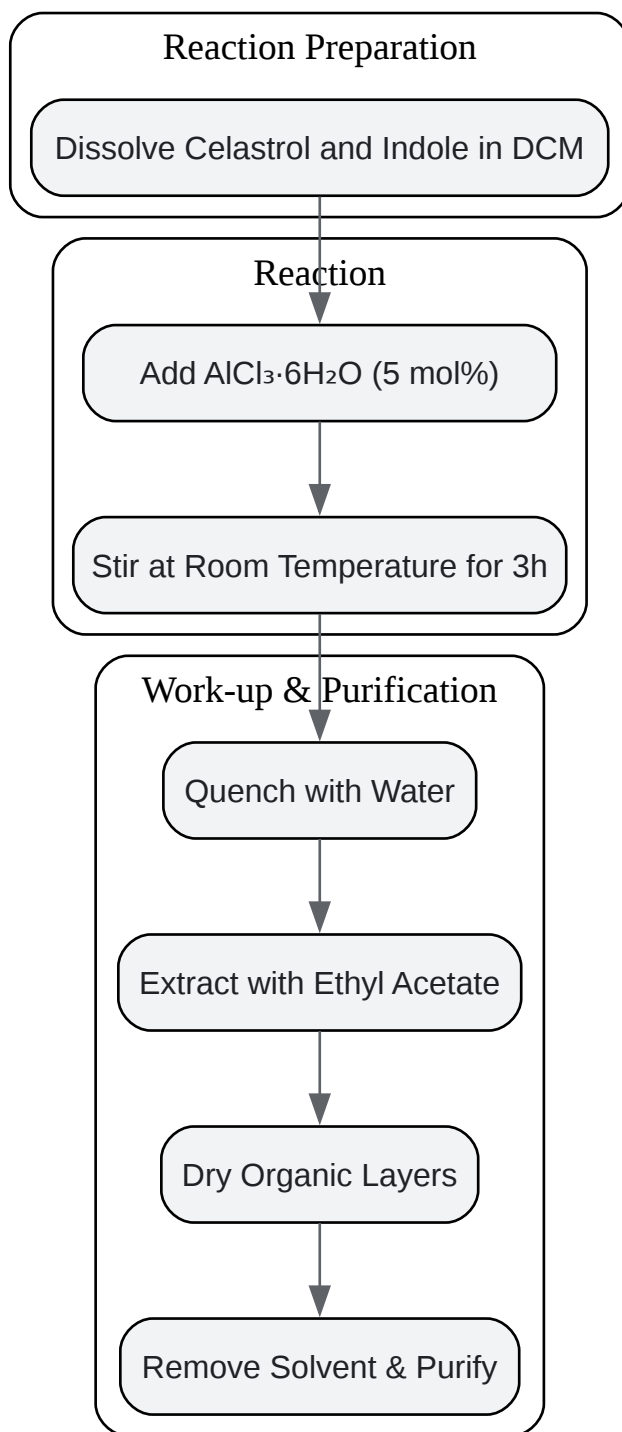 Reaction Preparation
Dissolve Celastrol and Indole in DCM
Reaction
Add AlCl₃·6H₂O (5 mol%)
Stir at Room Temperature for 3h
Work-up & Purification
Quench with Water
Extract with Ethyl Acetate
Dry Organic Layers
Remove Solvent & Purify